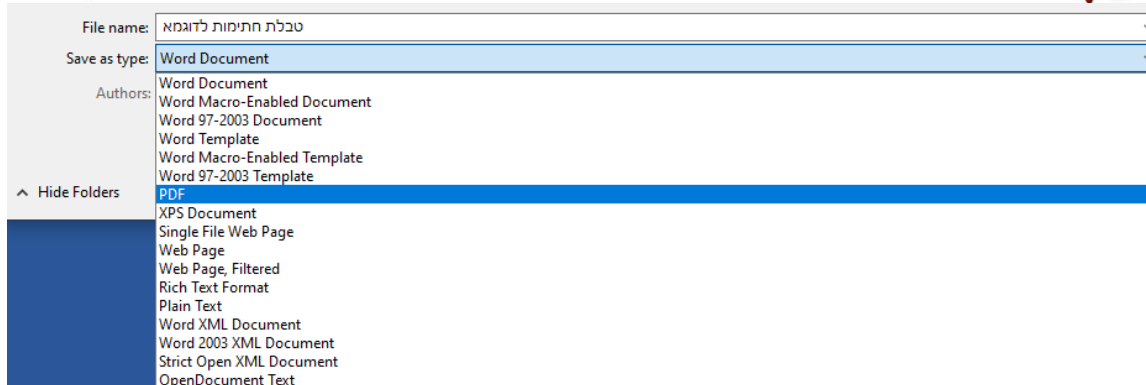 File name: טבלת חתימות לדוגמא
Save as type: Word Document
Authors:
Word Document
Word Macro-Enabled Document
Word 97-2003 Document
Word Template
Word Macro-Enabled Template
Word 97-2003 Template
Hide Folders
PDF
XPS Document
Single File Web Page
Web Page
Web Page, Filtered
Rich Text Format
Plain Text
Word XML Document
Word 2003 XML Document
Strict Open XML Document
OpenDocument Text